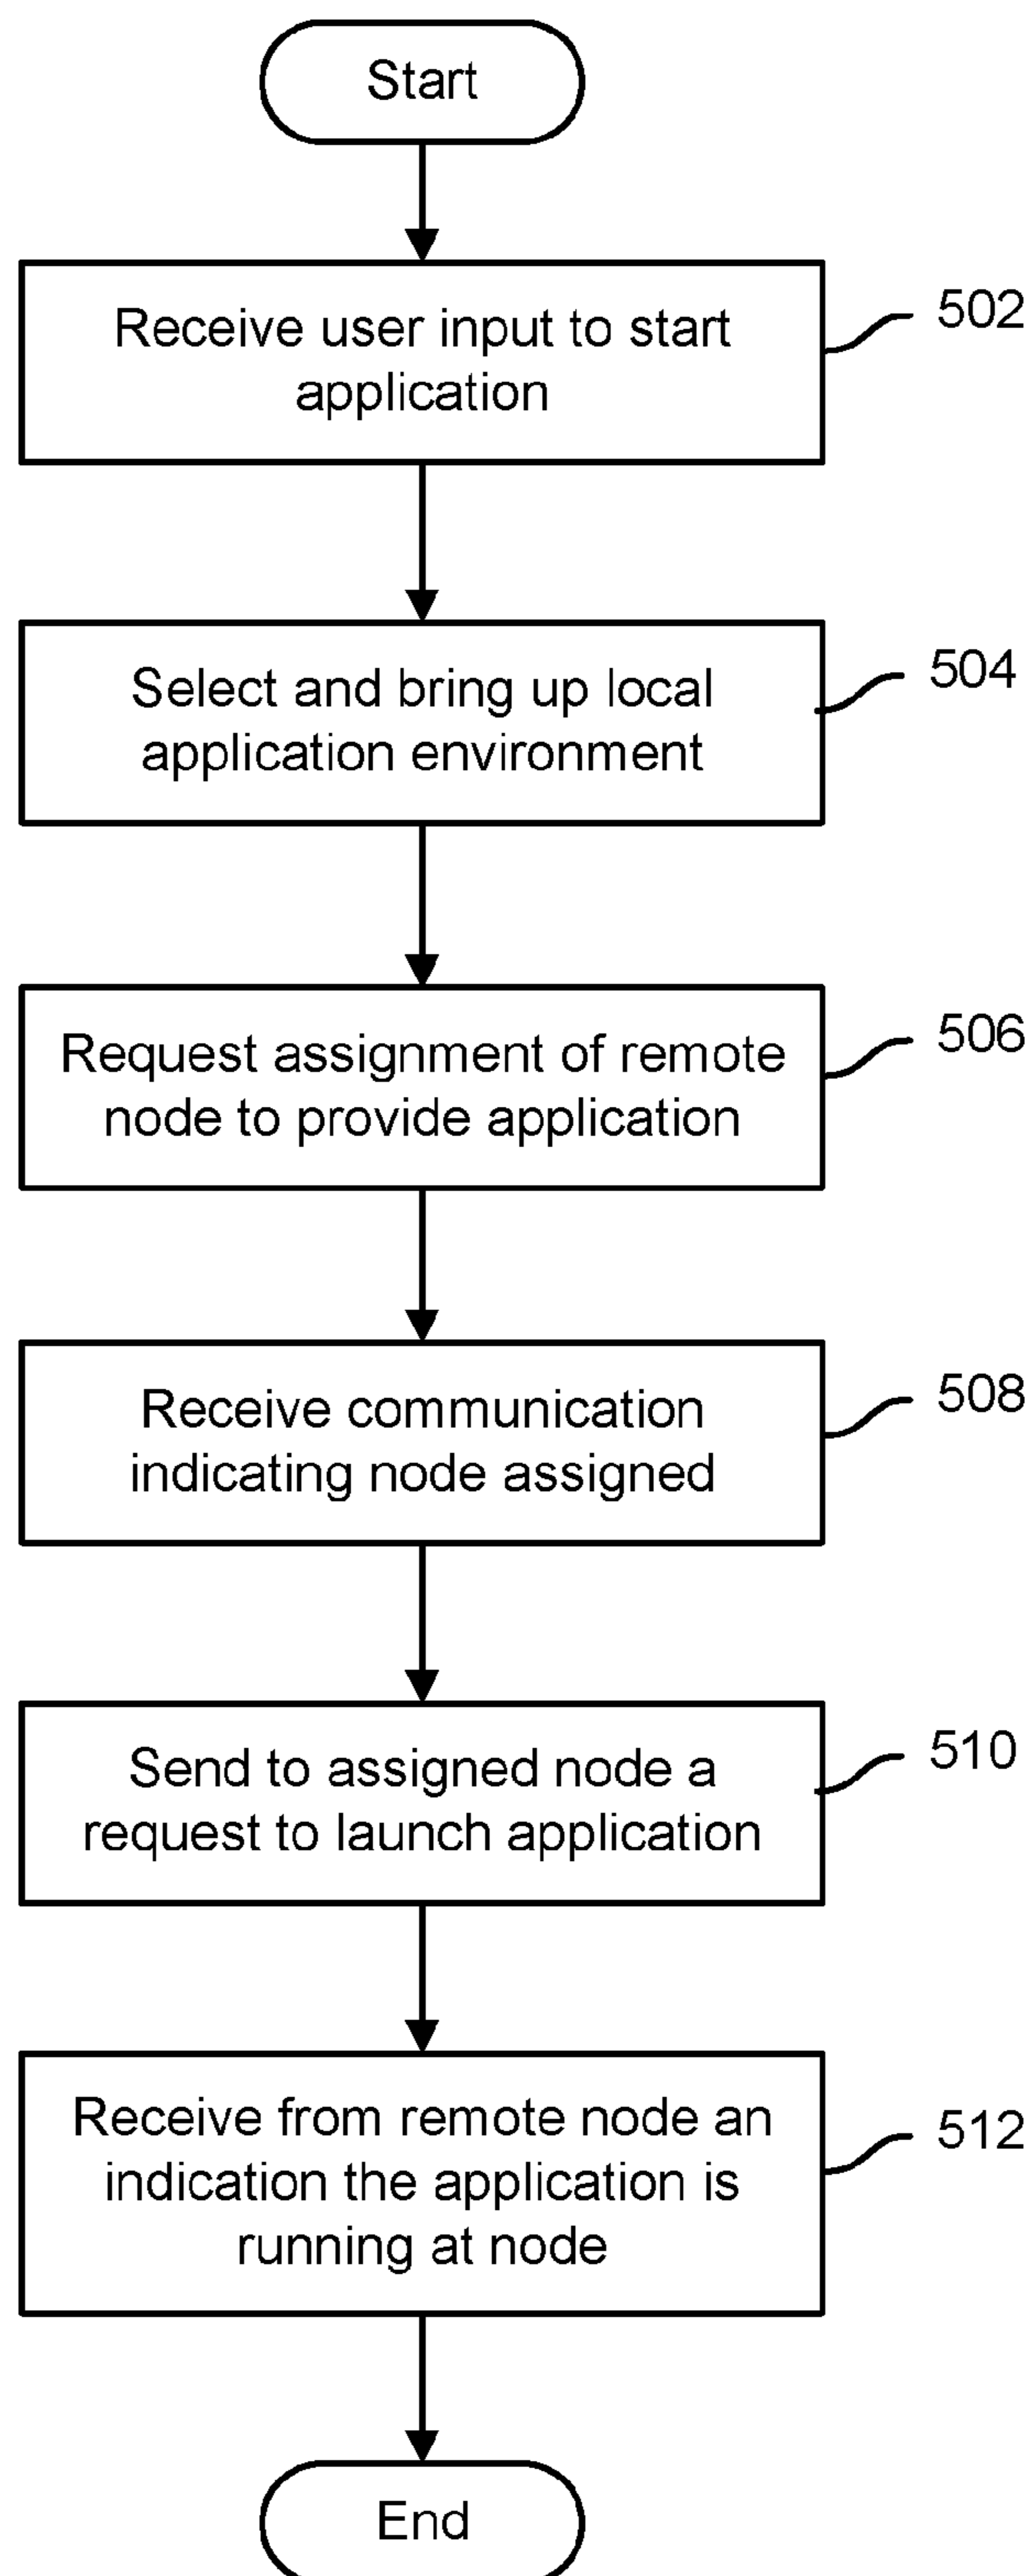 Start
Receive user input to start
application
502
Select and bring up local
application environment
504
Request assignment of remote
node to provide application
506
Receive communication
indicating node assigned
508
Send to assigned node a
request to launch application
510
Receive from remote node an
indication the application is
running at node
512
End